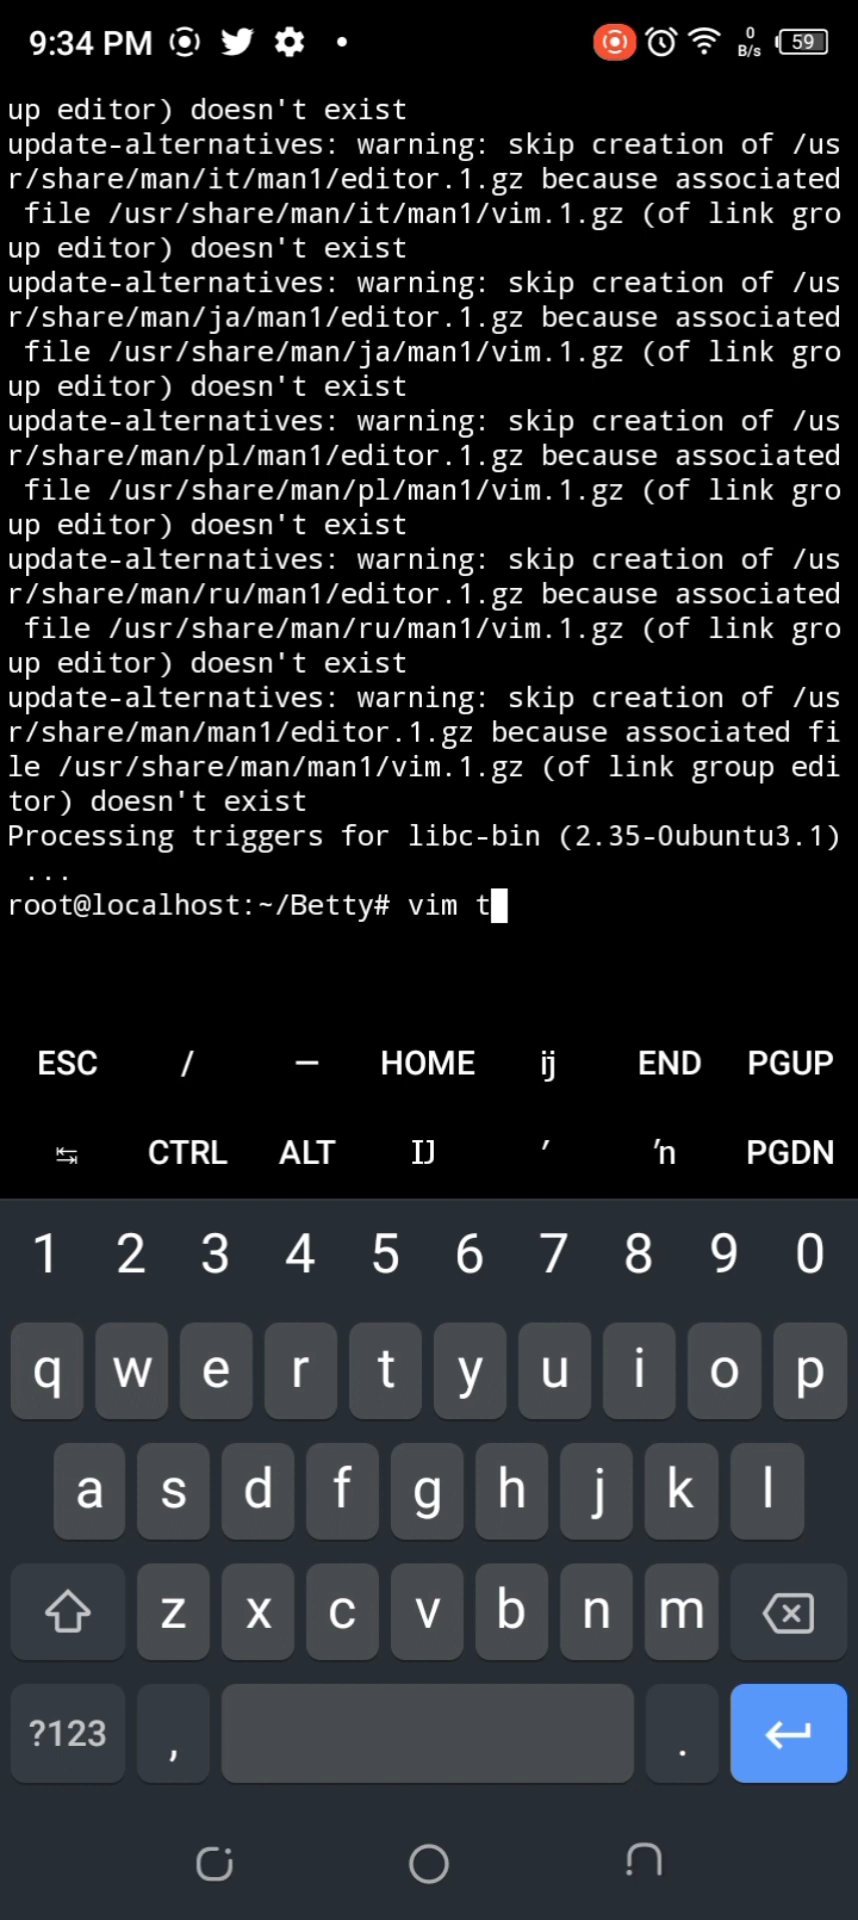 9:34 PM 0 B/s 59
up editor) doesn't exist
update-alternatives: warning: skip creation of /us
r/share/man/it/man1/editor.1.gz because associated
 file /usr/share/man/it/man1/vim.1.gz (of link gro
up editor) doesn't exist
update-alternatives: warning: skip creation of /us
r/share/man/ja/man1/editor.1.gz because associated
 file /usr/share/man/ja/man1/vim.1.gz (of link gro
up editor) doesn't exist
update-alternatives: warning: skip creation of /us
r/share/man/pl/man1/editor.1.gz because associated
 file /usr/share/man/pl/man1/vim.1.gz (of link gro
up editor) doesn't exist
update-alternatives: warning: skip creation of /us
r/share/man/ru/man1/editor.1.gz because associated
 file /usr/share/man/ru/man1/vim.1.gz (of link gro
up editor) doesn't exist
update-alternatives: warning: skip creation of /us
r/share/man/man1/editor.1.gz because associated fi
le /usr/share/man/man1/vim.1.gz (of link group edi
tor) doesn't exist
Processing triggers for libc-bin (2.35-0ubuntu3.1)
 ...
root@localhost:~/Betty# vim t
ESC / — HOME ĳ END PGUP
↹ CTRL ALT Ĳ ′ ŉ PGDN
1 2 3 4 5 6 7 8 9 0
q w e r t y u i o p
a s d f g h j k l
z x c v b n m
?123 , .